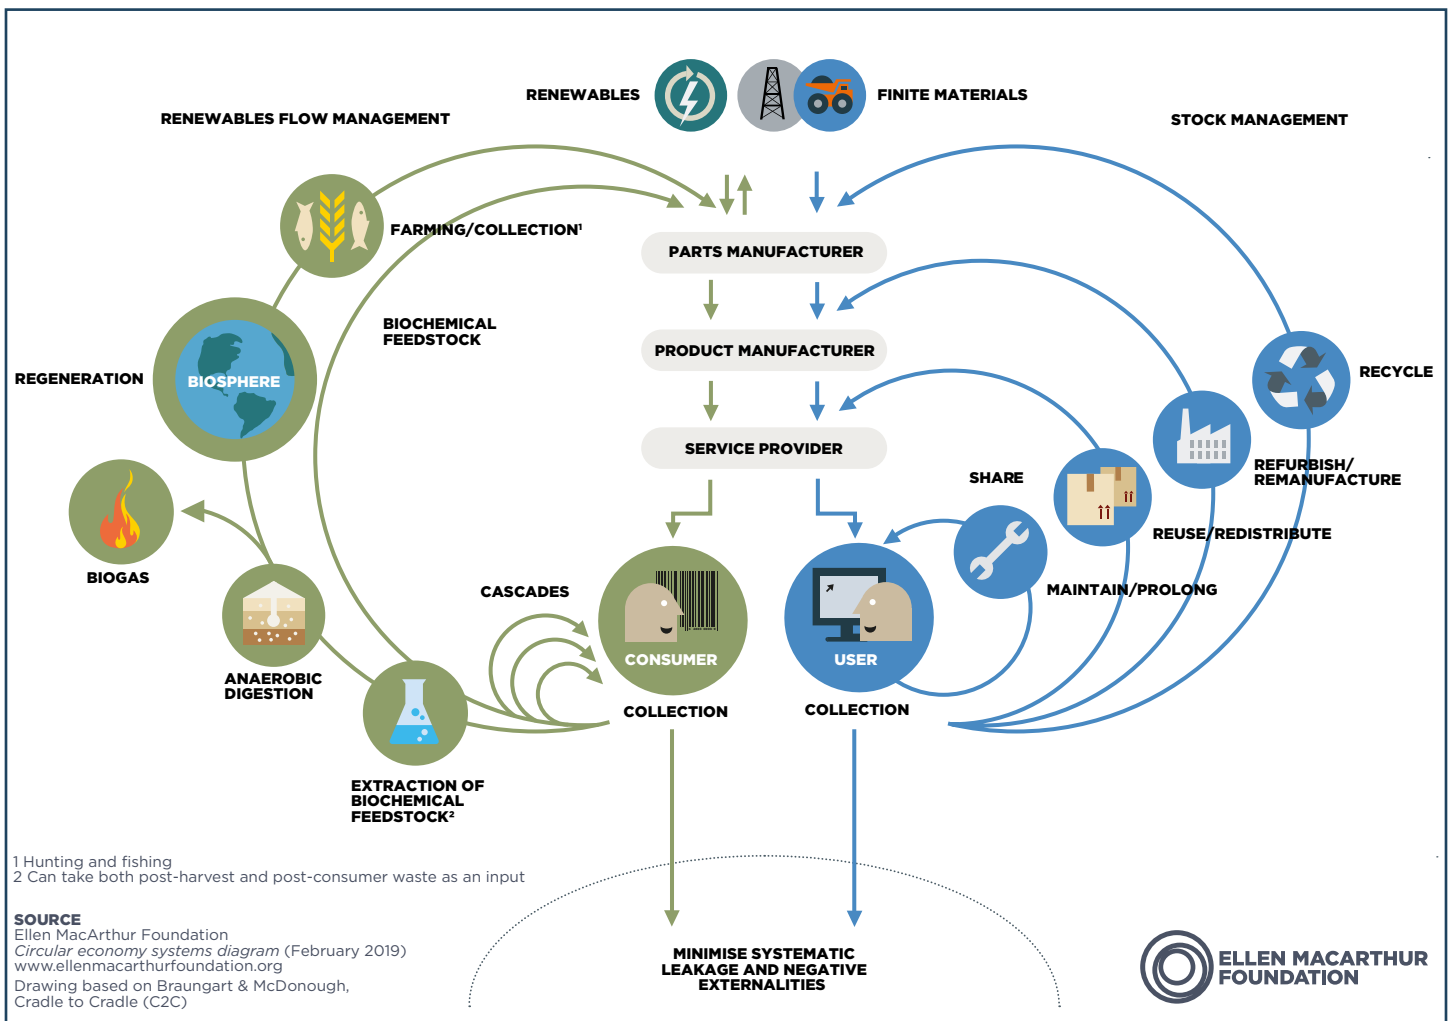 RENEWABLES
FINITE MATERIALS
RENEWABLES FLOW MANAGEMENT
STOCK MANAGEMENT
FARMING/COLLECTION¹
PARTS MANUFACTURER
BIOCHEMICAL
FEEDSTOCK
PRODUCT MANUFACTURER
REGENERATION
BIOSPHERE
RECYCLE
SERVICE PROVIDER
SHARE
REFURBISH/
REMANUFACTURE
REUSE/REDISTRIBUTE
BIOGAS
CASCADES
MAINTAIN/PROLONG
CONSUMER
USER
ANAEROBIC
DIGESTION
COLLECTION
COLLECTION
EXTRACTION OF
BIOCHEMICAL
FEEDSTOCK²
1 Hunting and fishing
2 Can take both post-harvest and post-consumer waste as an input
SOURCE
Ellen MacArthur Foundation
Circular economy systems diagram (February 2019)
www.ellenmacarthurfoundation.org
Drawing based on Braungart & McDonough,
Cradle to Cradle (C2C)
MINIMISE SYSTEMATIC
LEAKAGE AND NEGATIVE
EXTERNALITIES
ELLEN MACARTHUR
FOUNDATION